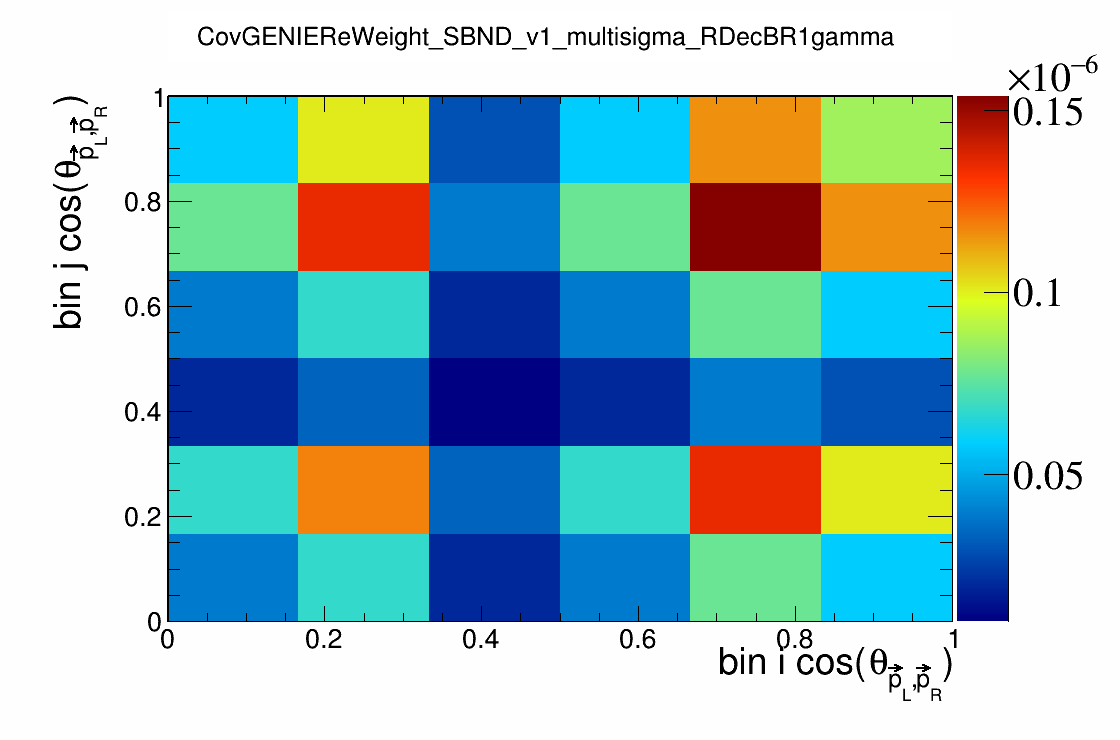 CovGENIEReWeight_SBND_v1_multisigma_RDecBR1gamma
×10−6
0.15
0.1
0.05
bin j cos(θp⃗L,p⃗R)
1
0.8
0.6
0.4
0.2
0
0 0.2 0.4 0.6 0.8 1
bin i cos(θp⃗L,p⃗R)